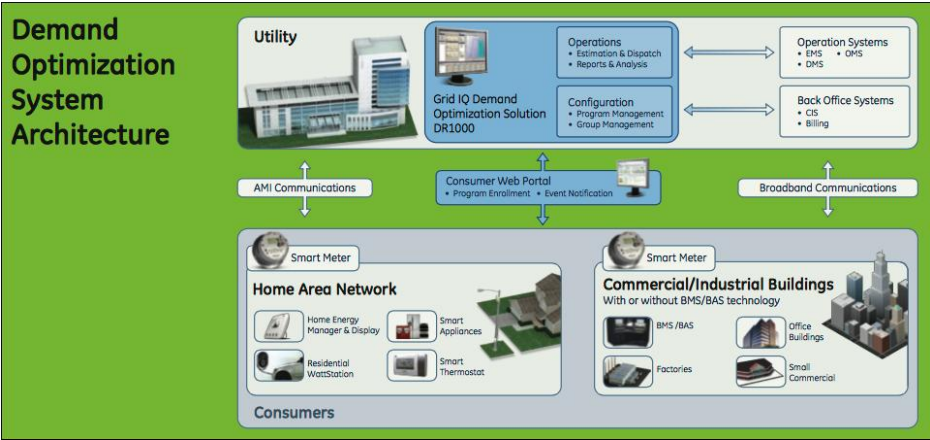 Demand
Optimization
System
Architecture
Utility
Grid IQ Demand
Optimization Solution
DR1000
Operations
• Estimation & Dispatch
• Reports & Analysis
Configuration
• Program Management
• Group Management
Operation Systems
• EMS • OMS
• DMS
Back Office Systems
• CIS
• Billing
AMI Communications
Consumer Web Portal
• Program Enrollment • Event Notification
Broadband Communications
Smart Meter
Home Area Network
Home Energy
Manager & Display
Smart
Appliances
Residential
WattStation
Smart
Thermostat
Smart Meter
Commercial/Industrial Buildings
With or without BMS/BAS technology
BMS /BAS
Office
Buildings
Factories
Small
Commercial
Consumers